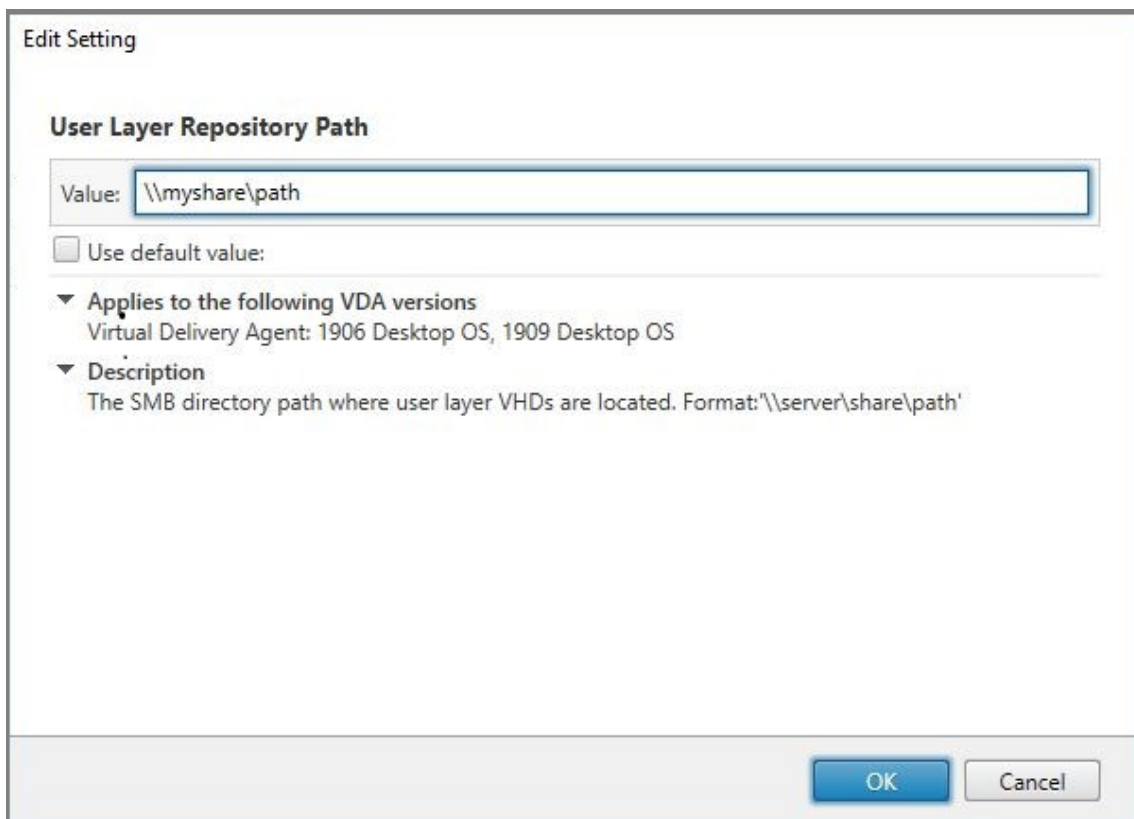 Edit Setting
User Layer Repository Path
Value: \\myshare\path
Use default value:
Applies to the following VDA versions
Virtual Delivery Agent: 1906 Desktop OS, 1909 Desktop OS
Description
The SMB directory path where user layer VHDs are located. Format:'\\server\share\path'
OK Cancel